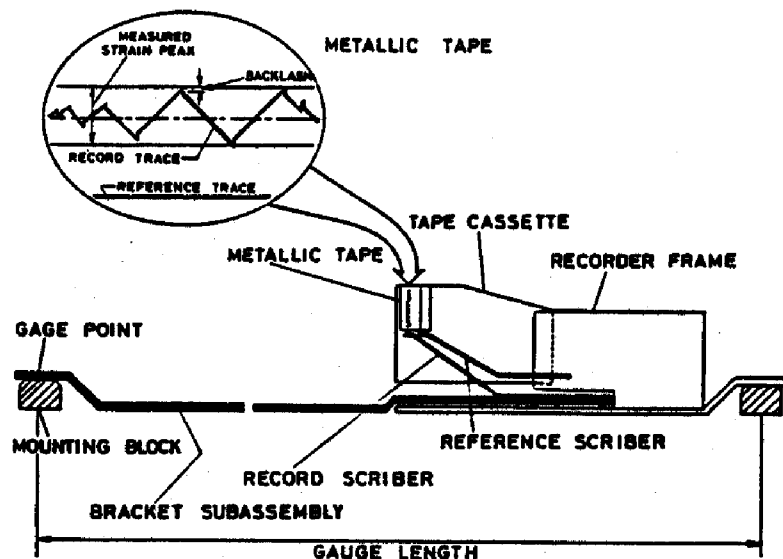 MEASURED
STRAIN PEAK
METALLIC TAPE
BACKLASH
RECORD TRACE
REFERENCE TRACE
TAPE CASSETTE
METALLIC TAPE
RECORDER FRAME
GAGE POINT
MOUNTING BLOCK
REFERENCE SCRIBER
RECORD SCRIBER
BRACKET SUBASSEMBLY
GAUGE LENGTH